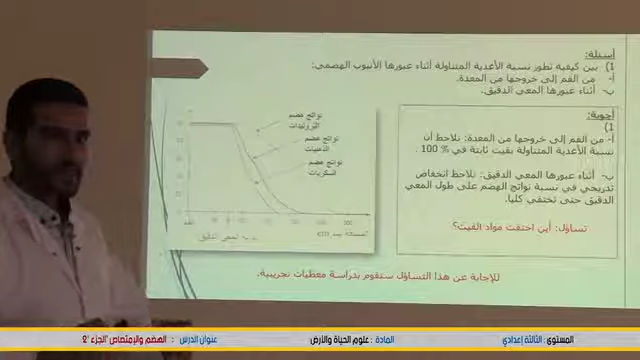 أسئلة:
1) بين كيفية تطور نسبة الأغذية المتناولة أثناء عبورها الأنبوب الهضمي:
أ- من الفم إلى خروجها من المعدة.
ب- أثناء عبورها المعي الدقيق.
نواتج هضم
البروتيدات
نواتج هضم
الدهنيات
نواتج هضم
السكريات
أجوبة:
1)
أ- من الفم إلى خروجها من المعدة: نلاحظ أن
نسبة الأغذية المتناولة بقيت ثابتة في % 100 .
ب- أثناء عبورها المعي الدقيق: نلاحظ انخفاض
تدريجي في نسبة نواتج الهضم على طول المعي
الدقيق حتى تختفي كليا.
تساؤل: أين اختفت مواد القيت؟
للإجابة عن هذا التساؤل سنقوم بدراسة معطيات تجريبية.
المستوى : الثالثة إعدادي
المادة : علوم الحياة والأرض
عنوان الدرس : الهضم والإمتصاص "الجزء 2"